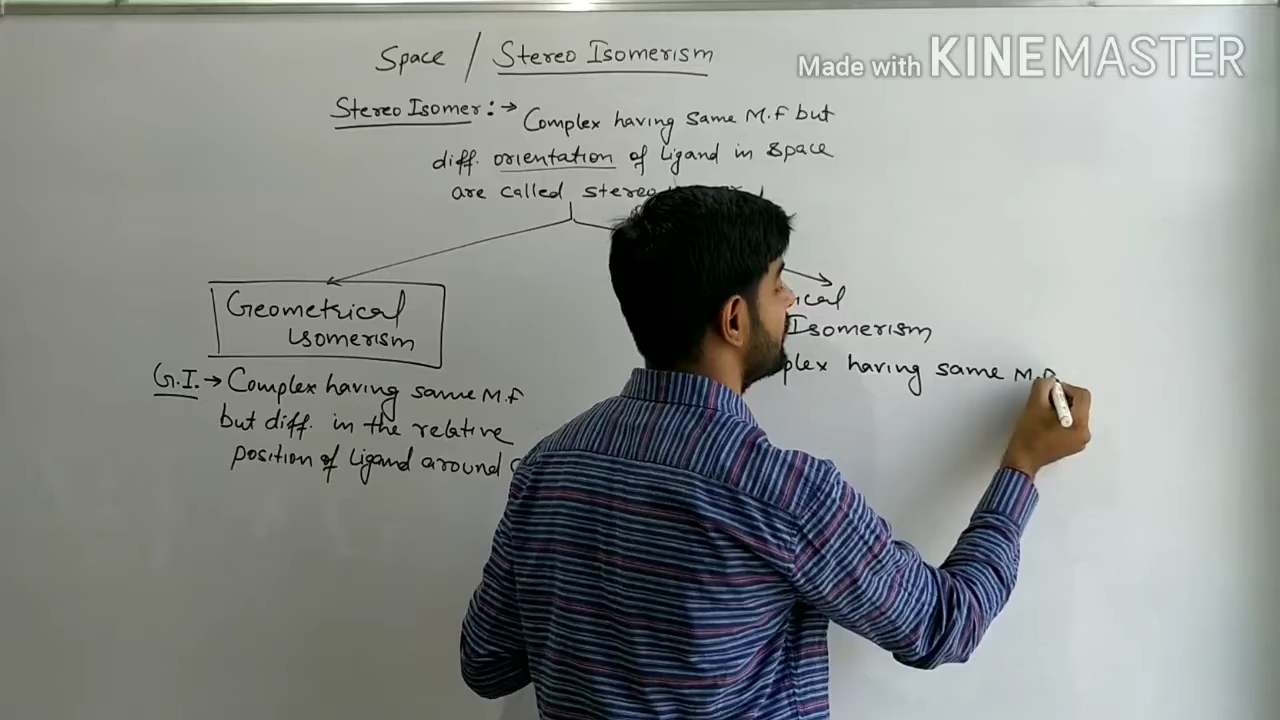 Space / Stereo Isomerism
Made with KINEMASTER
Stereo Isomer:→ Complex having same M.F but
diff. orientation of Ligand in space
are called stereo
Geometrical
Isomerism
Isomerism
G.I. → Complex having same M.F
having same M.
but diff. in the relative
position of Ligand around